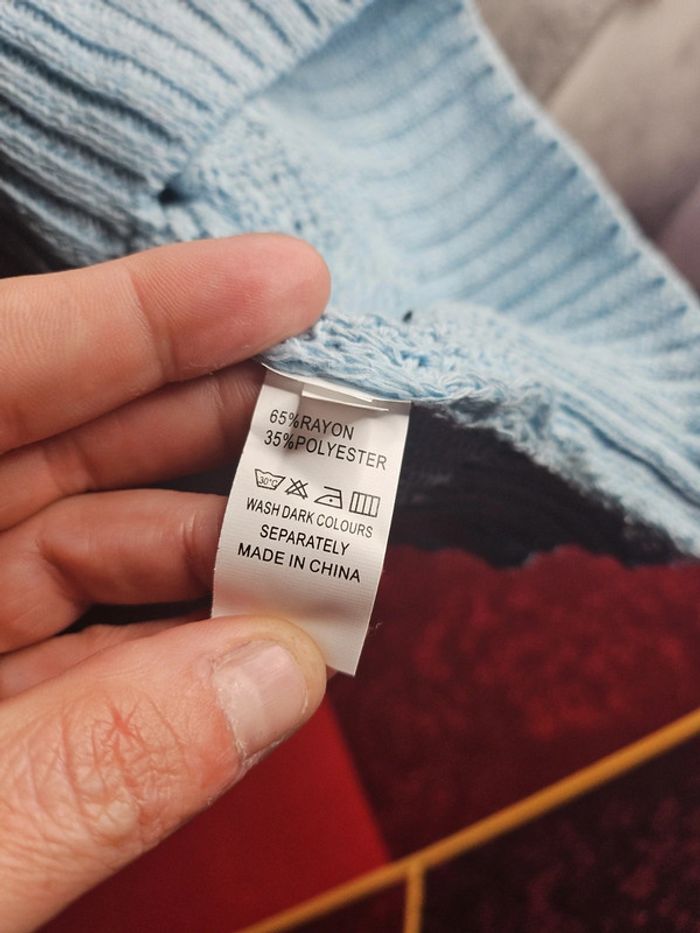 65%RAYON
35%POLYESTER
30°C
WASH DARK COLOURS
SEPARATELY
MADE IN CHINA